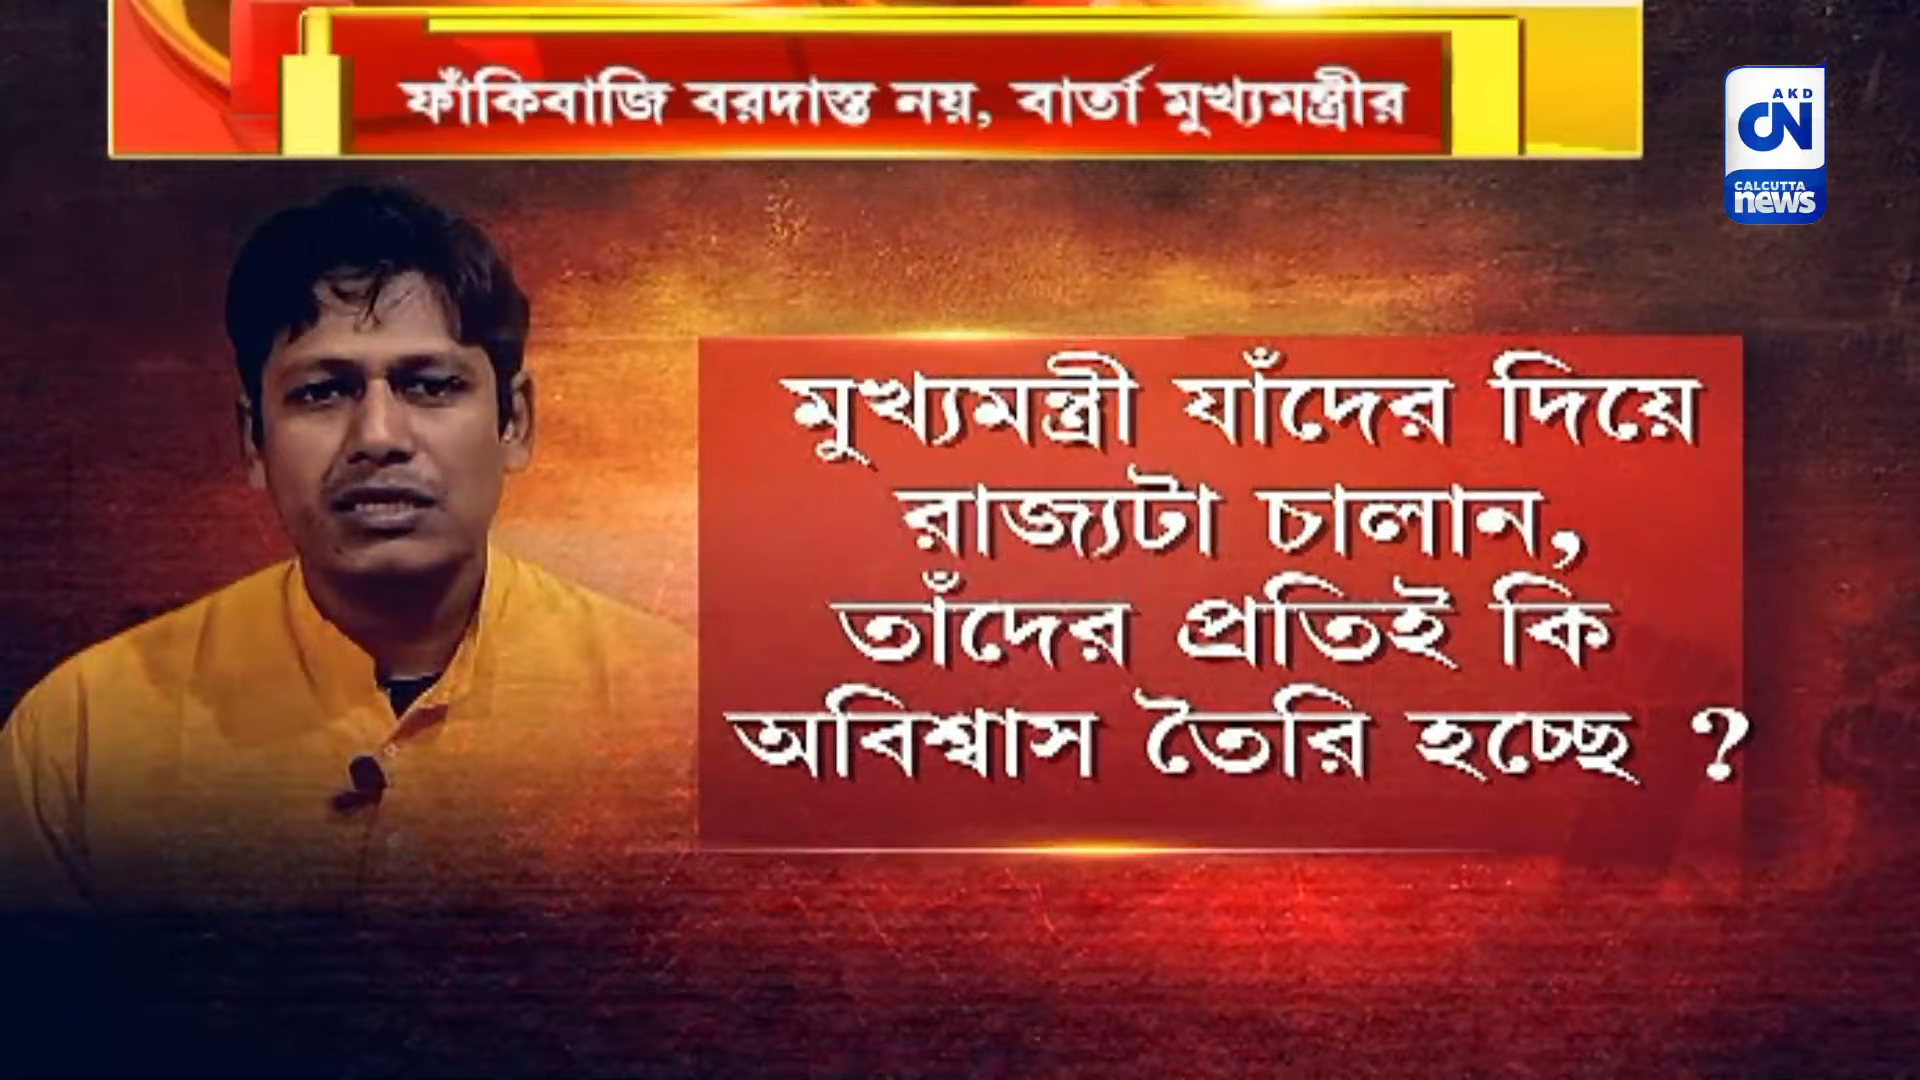 ফাঁকিবাজি বরদাস্ত নয়, বার্তা মুখ্যমন্ত্রীর
AKD
CN
CALCUTTA
news
মুখ্যমন্ত্রী যাঁদের দিয়ে
রাজ্যটা চালান,
তাঁদের প্রতিই কি
অবিশ্বাস তৈরি হচ্ছে ?